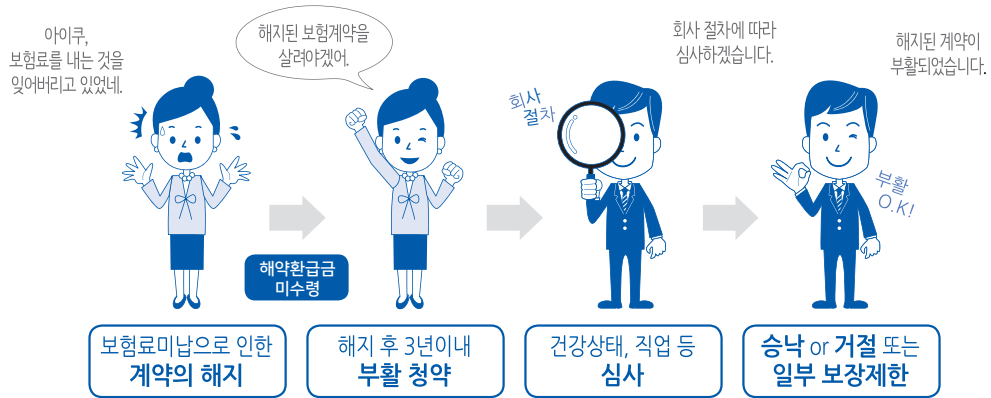 아이쿠,
보험료를 내는 것을
잊어버리고 있었네.
해지된 보험계약을
살려야겠어.
회사 절차에 따라
심사하겠습니다.
해지된 계약이
부활되었습니다.
회사
절차
부활
O.K!
해약환급금
미수령
보험료미납으로 인한
계약의 해지
해지 후 3년이내
부활 청약
건강상태, 직업 등
심사
승낙 or 거절 또는
일부 보장제한